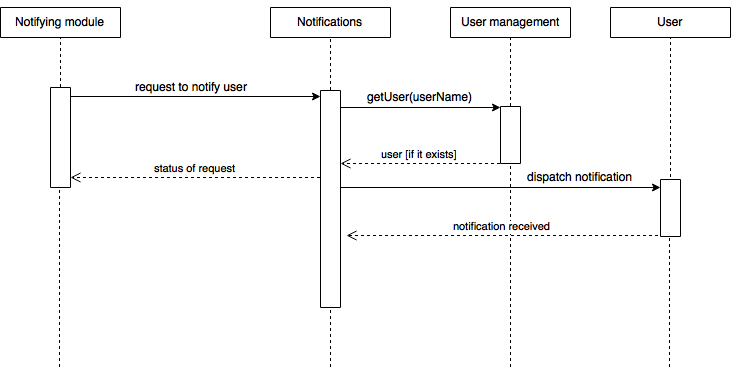 Notifying module
Notifications
User management
User
request to notify user
getUser(userName)
user [if it exists]
status of request
dispatch notification
notification received